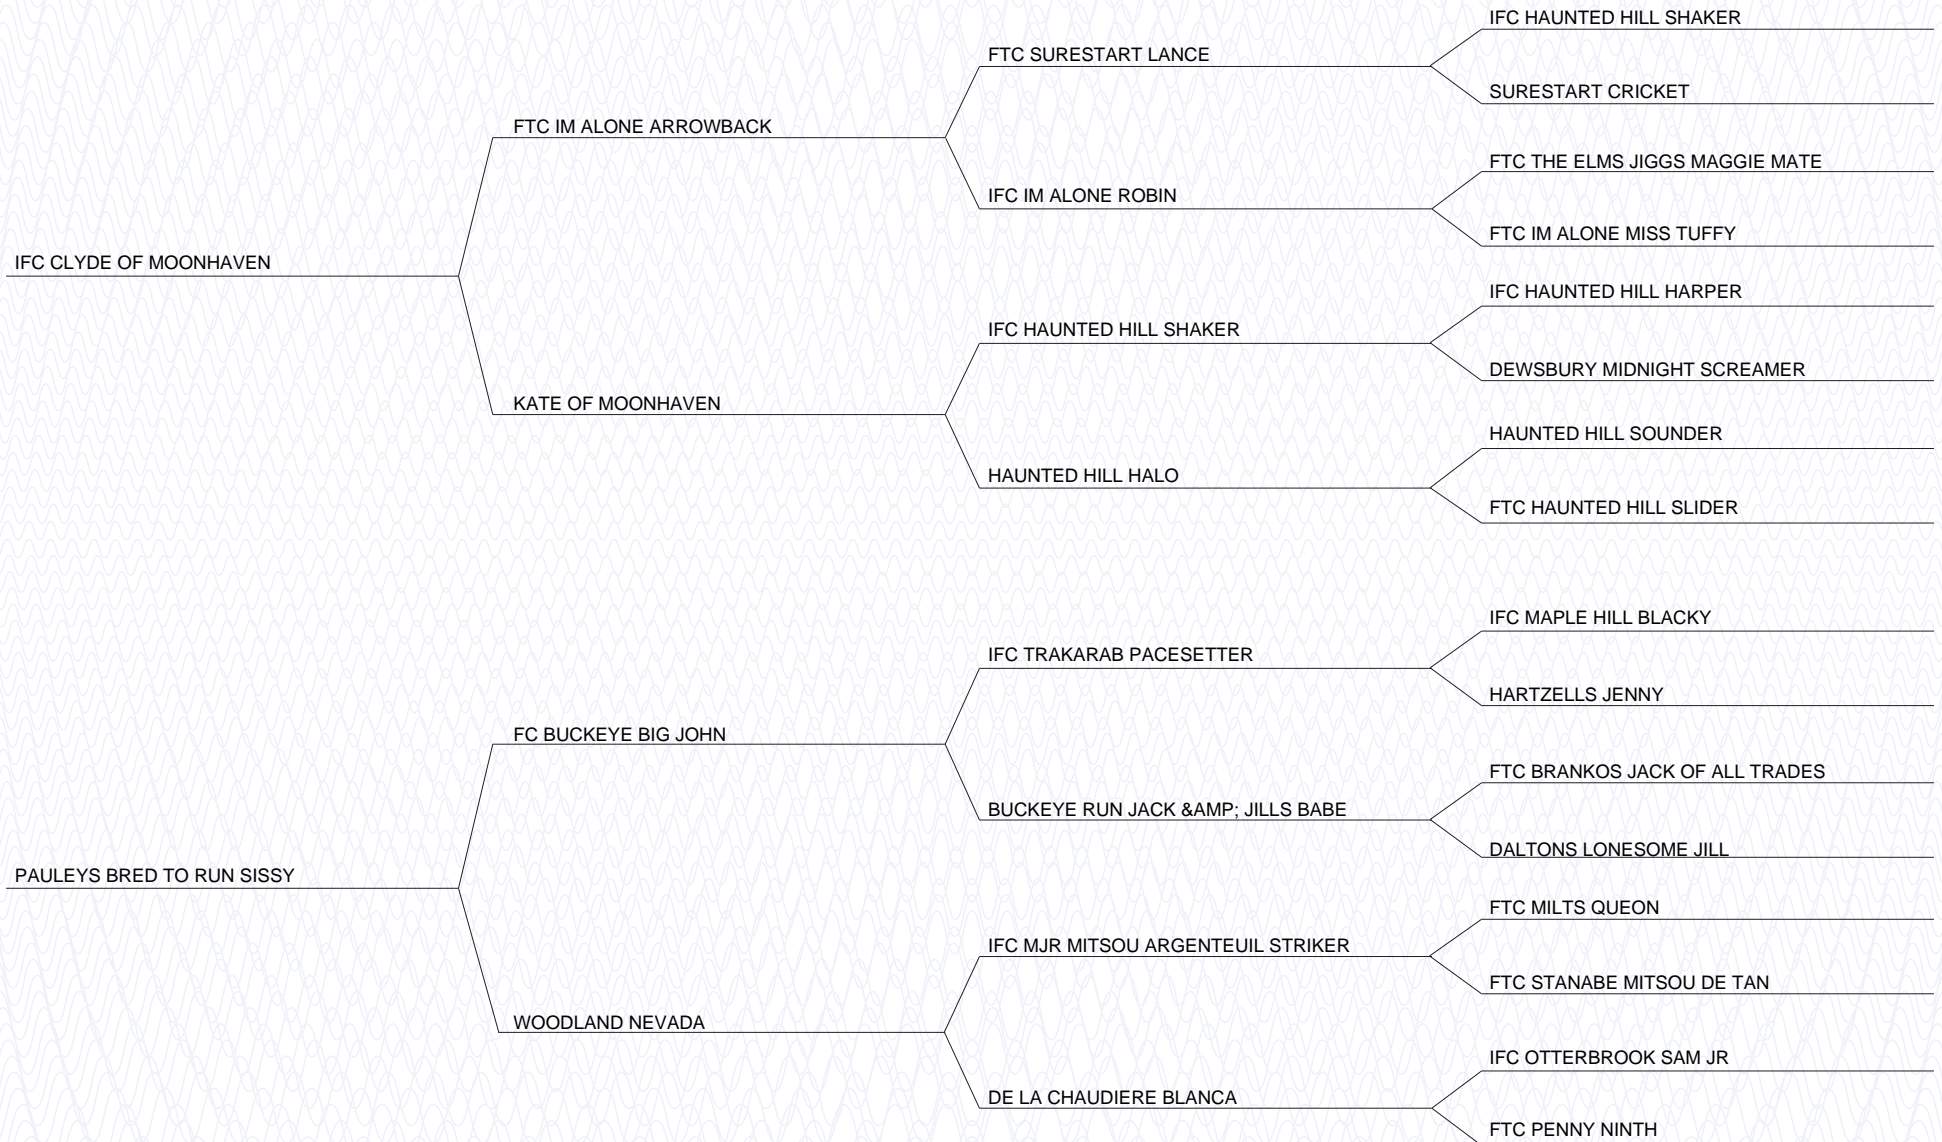 IFC HAUNTED HILL SHAKER
FTC SURESTART LANCE
SURESTART CRICKET
FTC IM ALONE ARROWBACK
FTC THE ELMS JIGGS MAGGIE MATE
IFC IM ALONE ROBIN
FTC IM ALONE MISS TUFFY
IFC CLYDE OF MOONHAVEN
IFC HAUNTED HILL HARPER
IFC HAUNTED HILL SHAKER
DEWSBURY MIDNIGHT SCREAMER
KATE OF MOONHAVEN
HAUNTED HILL SOUNDER
HAUNTED HILL HALO
FTC HAUNTED HILL SLIDER
IFC MAPLE HILL BLACKY
IFC TRAKARAB PACESETTER
HARTZELLS JENNY
FC BUCKEYE BIG JOHN
FTC BRANKOS JACK OF ALL TRADES
BUCKEYE RUN JACK &AMP; JILLS BABE
DALTONS LONESOME JILL
PAULEYS BRED TO RUN SISSY
FTC MILTS QUEON
IFC MJR MITSOU ARGENTEUIL STRIKER
FTC STANABE MITSOU DE TAN
WOODLAND NEVADA
IFC OTTERBROOK SAM JR
DE LA CHAUDIERE BLANCA
FTC PENNY NINTH